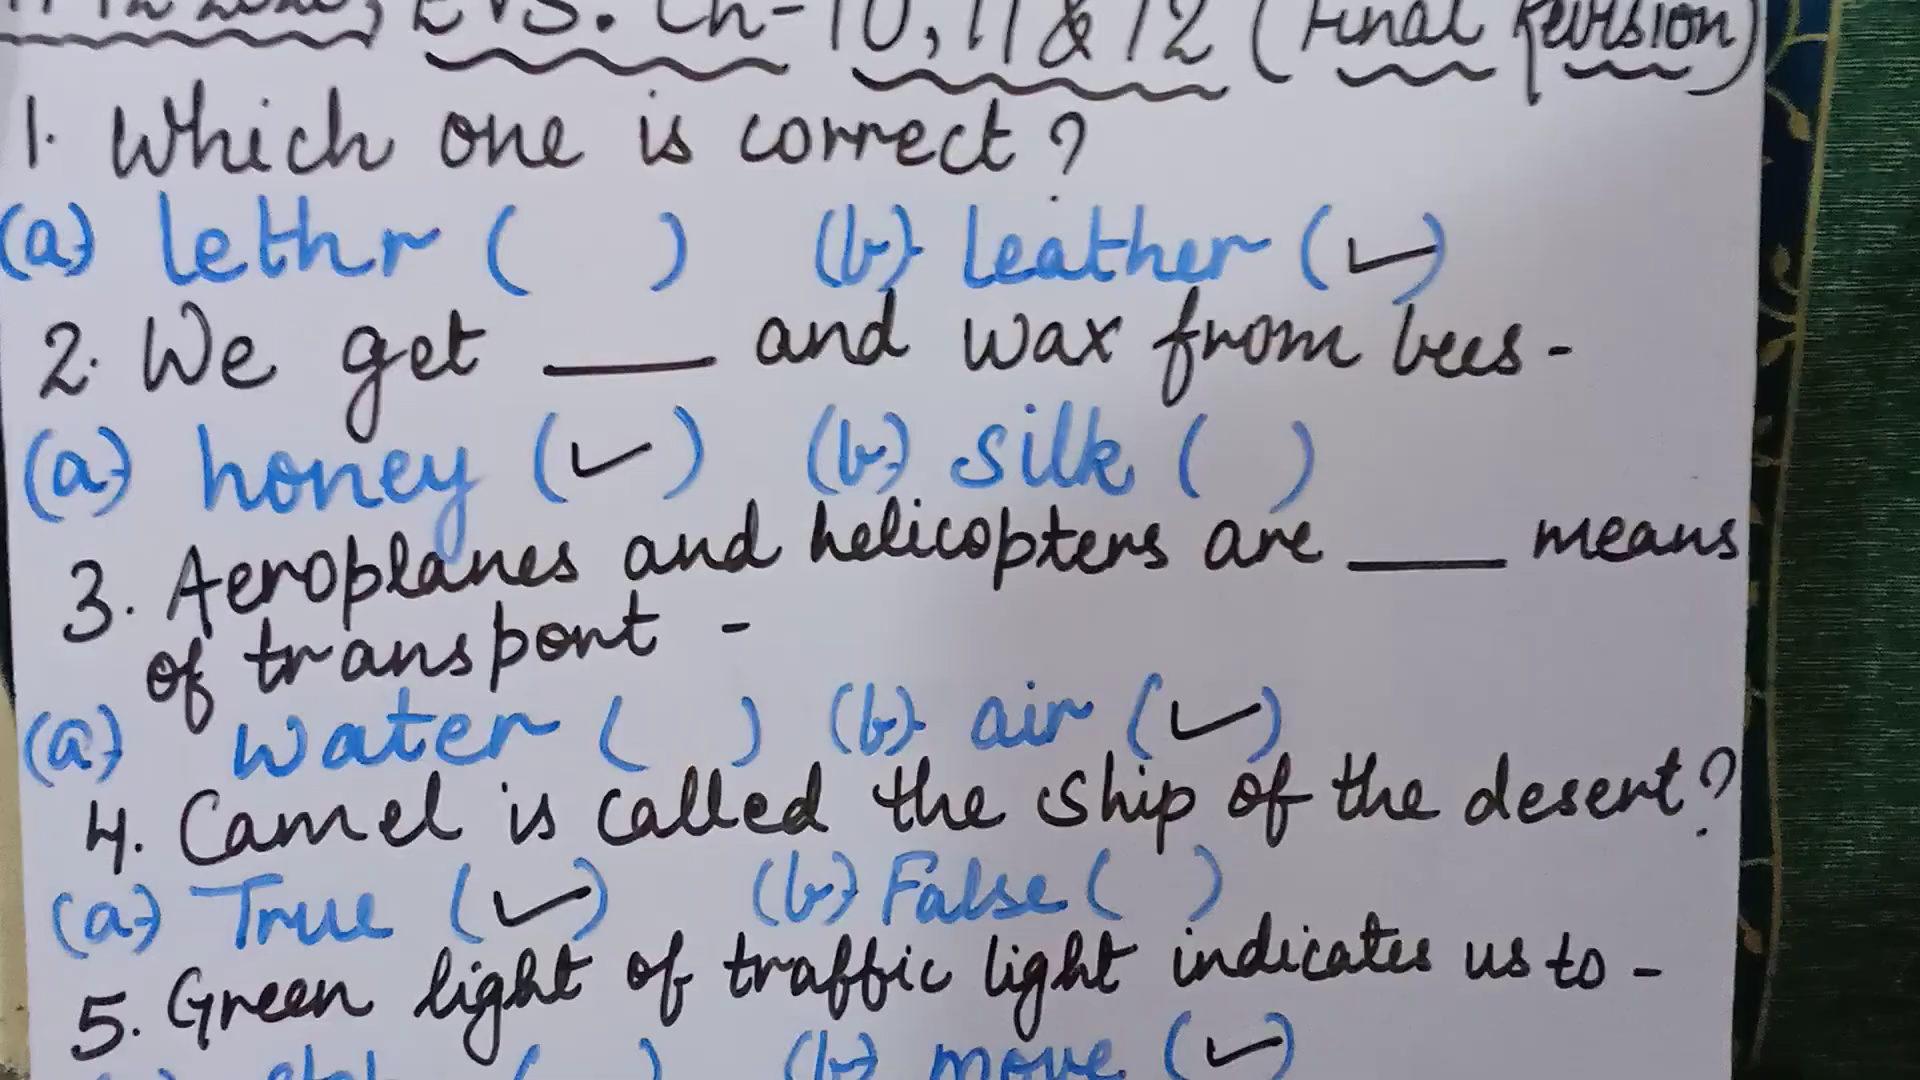 EVS. Ch-10, 11 & 12 (Final Revision)
1. Which one is correct?
(a) lethr ( ) (b) leather (✓)
2. We get ___ and wax from bees -
(a) honey (✓) (b) silk ( )
3. Aeroplanes and helicopters are ___ means
of transport -
(a) water ( ) (b) air (✓)
4. Camel is called the ship of the desert?
(a) True (✓) (b) False ( )
5. Green light of traffic light indicates us to -
( ) (b) move (✓)